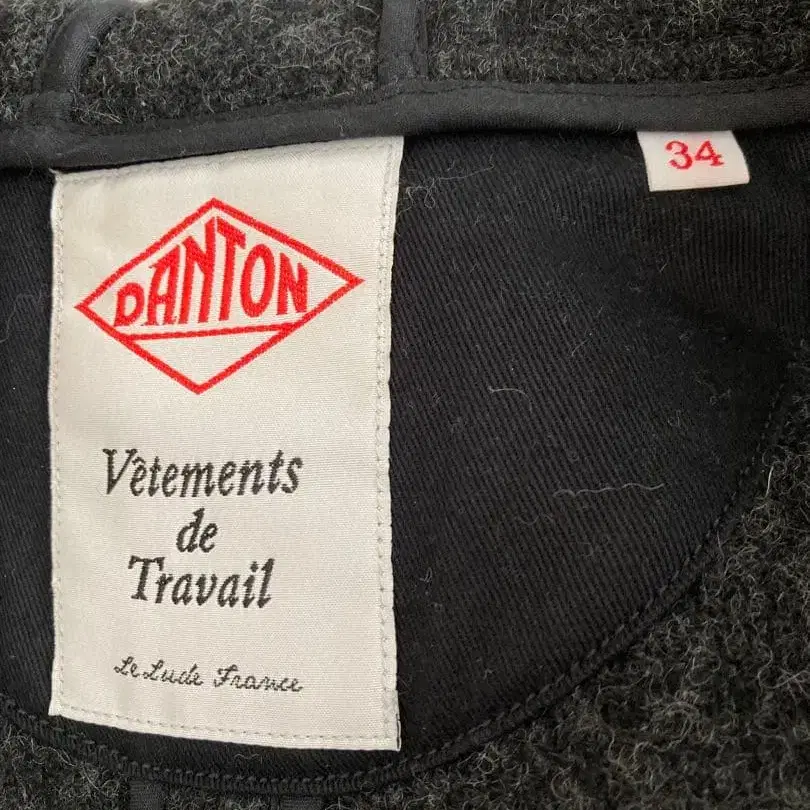 DANTON
34
Vêtements
de
Travail
Le Lude France